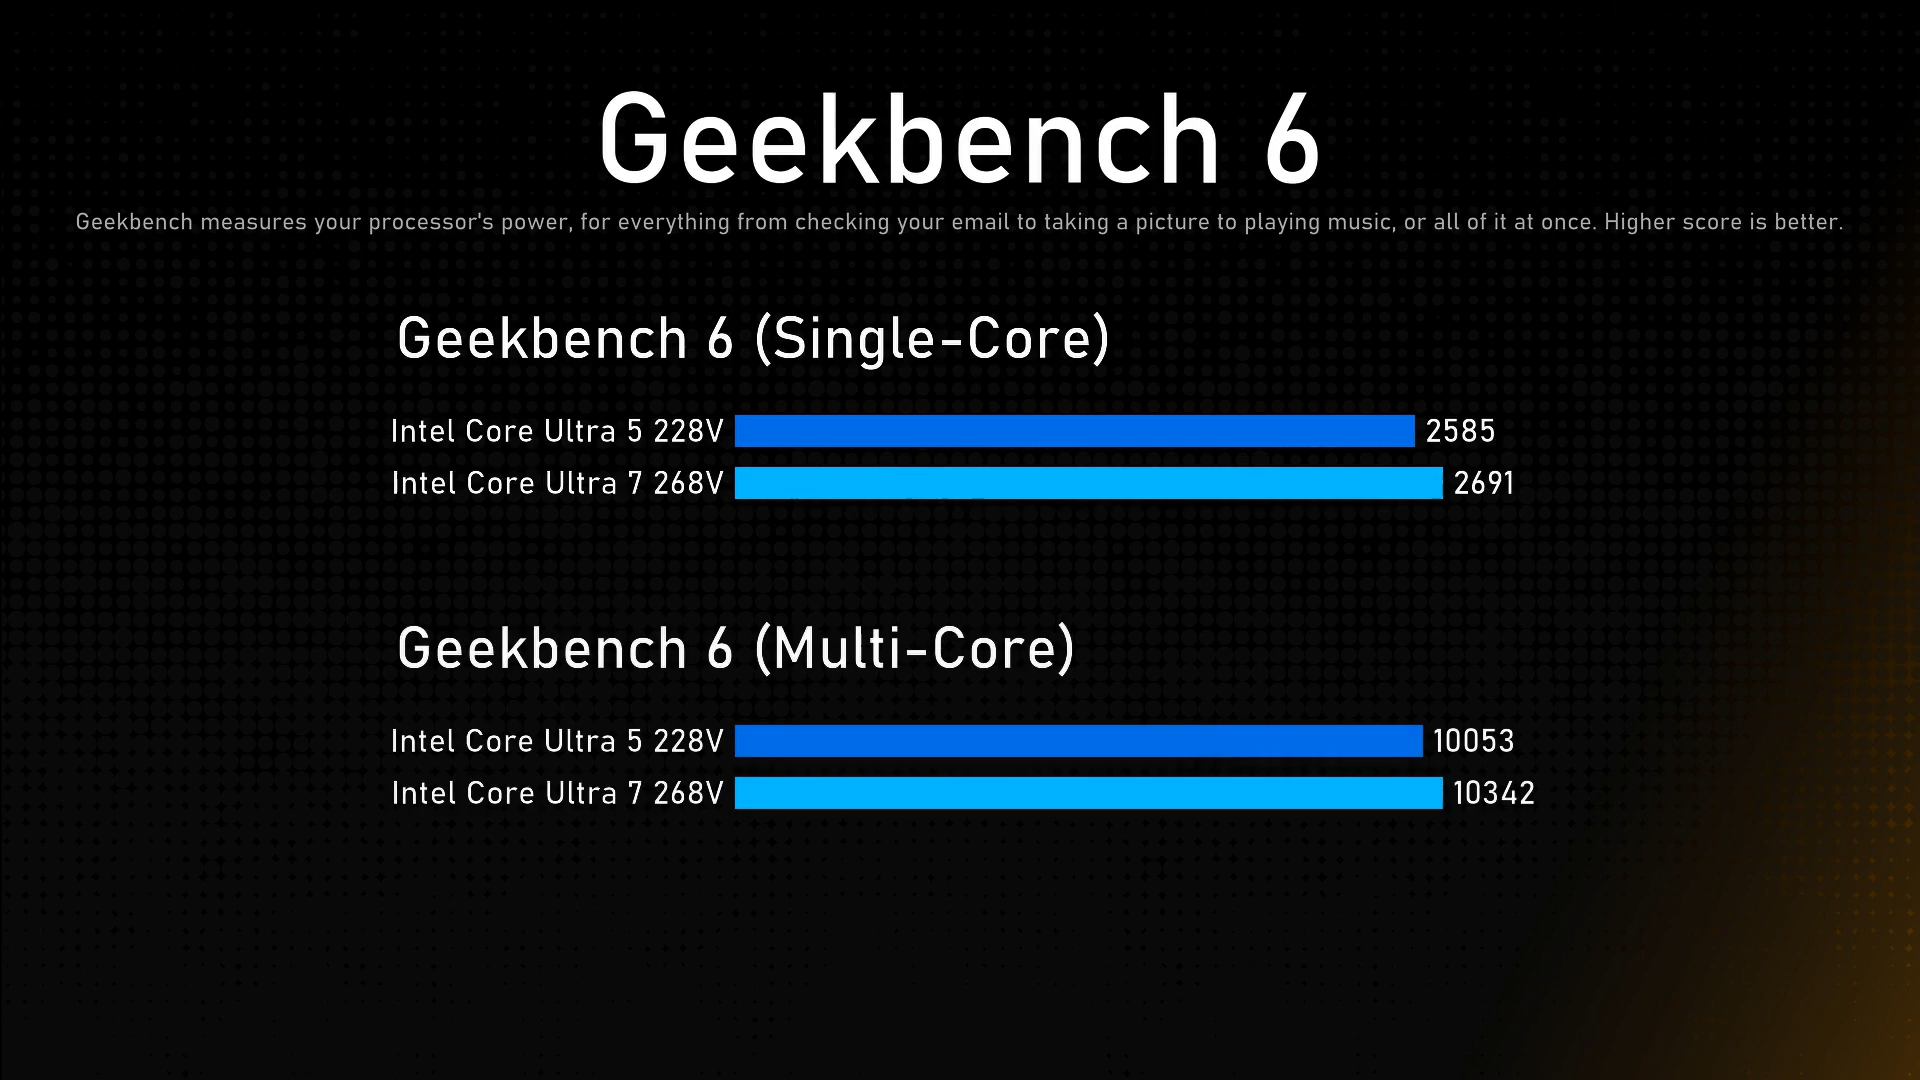 Geekbench 6
Geekbench measures your processor's power, for everything from checking your email to taking a picture to playing music, or all of it at once. Higher score is better.
Geekbench 6 (Single-Core)
Intel Core Ultra 5 228V 2585
Intel Core Ultra 7 268V 2691
Geekbench 6 (Multi-Core)
Intel Core Ultra 5 228V 10053
Intel Core Ultra 7 268V 10342